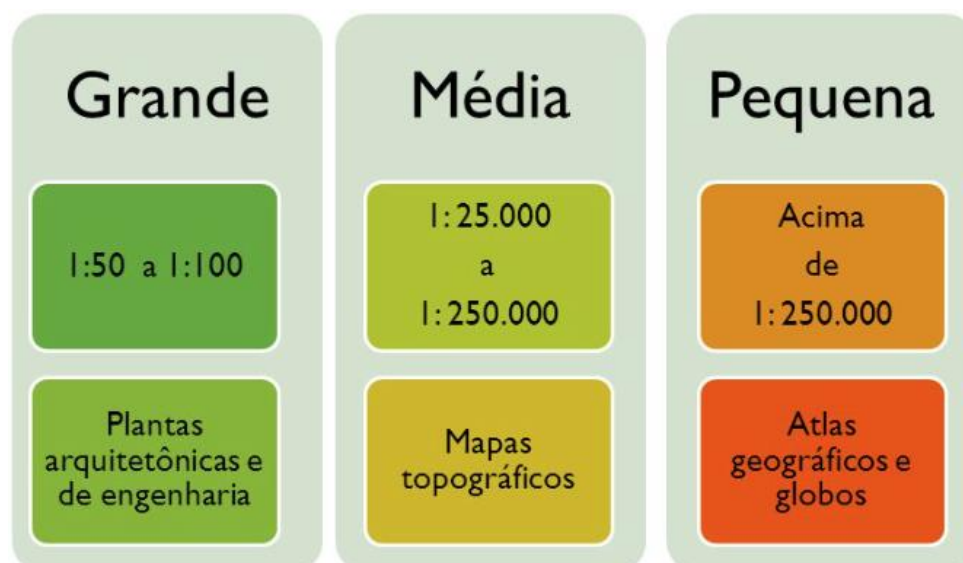 Grande
1:50 a 1:100
Plantas
arquitetônicas e
de engenharia
Média
1: 25.000
a
1: 250.000
Mapas
topográficos
Pequena
Acima
de
1: 250.000
Atlas
geográficos e
globos